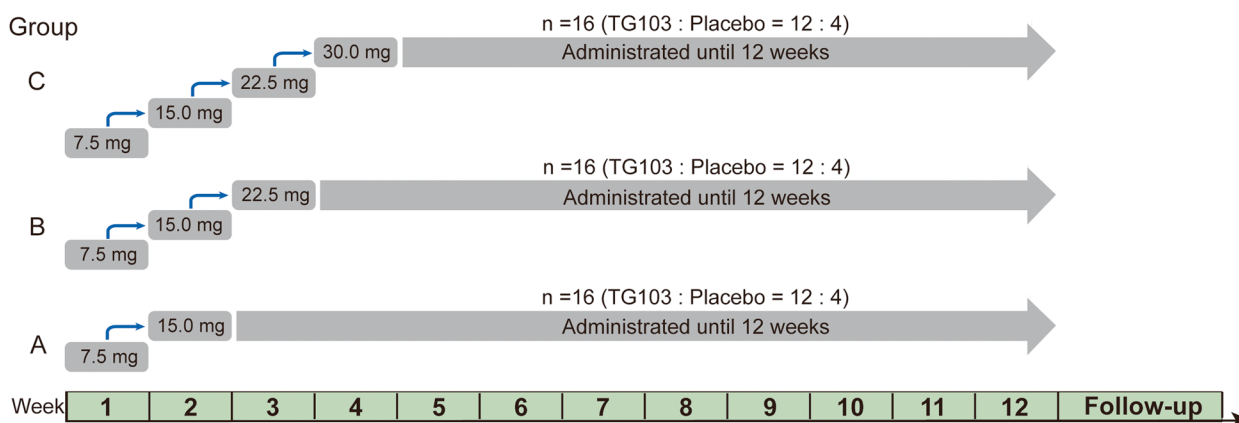 Group
n =16 (TG103 : Placebo = 12 : 4)
30.0 mg
Administrated until 12 weeks
C
22.5 mg
15.0 mg
7.5 mg
n =16 (TG103 : Placebo = 12 : 4)
22.5 mg
Administrated until 12 weeks
B
15.0 mg
7.5 mg
n =16 (TG103 : Placebo = 12 : 4)
15.0 mg
Administrated until 12 weeks
A
7.5 mg
Week 1 2 3 4 5 6 7 8 9 10 11 12 Follow-up